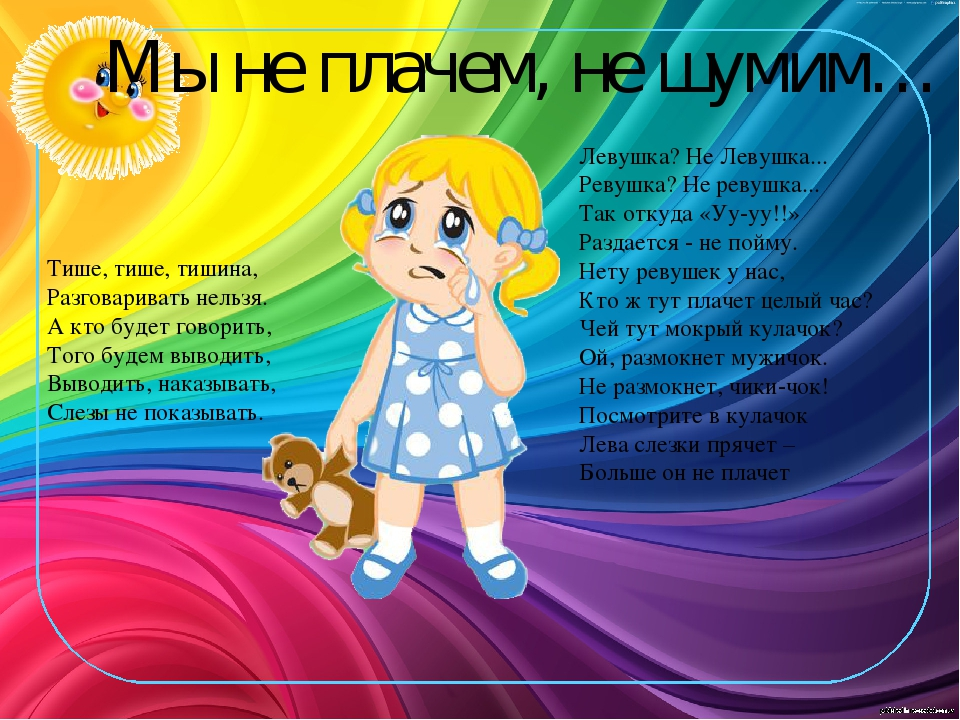 Мы не плачем, не шумим…
Тише, тише, тишина,
Разговаривать нельзя.
А кто будет говорить,
Того будем выводить,
Выводить, наказывать,
Слезы не показывать.
Левушка? Не Левушка...
Ревушка? Не ревушка...
Так откуда «Уу-уу!!»
Раздается - не пойму.
Нету ревушек у нас,
Кто ж тут плачет целый час?
Чей тут мокрый кулачок?
Ой, размокнет мужичок.
Не размокнет, чики-чок!
Посмотрите в кулачок
Лева слезки прячет –
Больше он не плачет